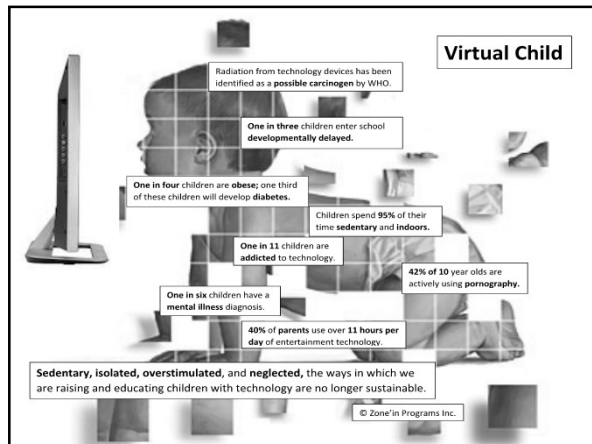 Virtual Child
Radiation from technology devices has been
identified as a possible carcinogen by WHO.
One in three children enter school
developmentally delayed.
One in four children are obese; one third
of these children will develop diabetes.
Children spend 95% of their
time sedentary and indoors.
One in 11 children are
addicted to technology.
42% of 10 year olds are
actively using pornography.
One in six children have a
mental illness diagnosis.
40% of parents use over 11 hours per
day of entertainment technology.
Sedentary, isolated, overstimulated, and neglected, the ways in which we
are raising and educating children with technology are no longer sustainable.
© Zone'in Programs Inc.